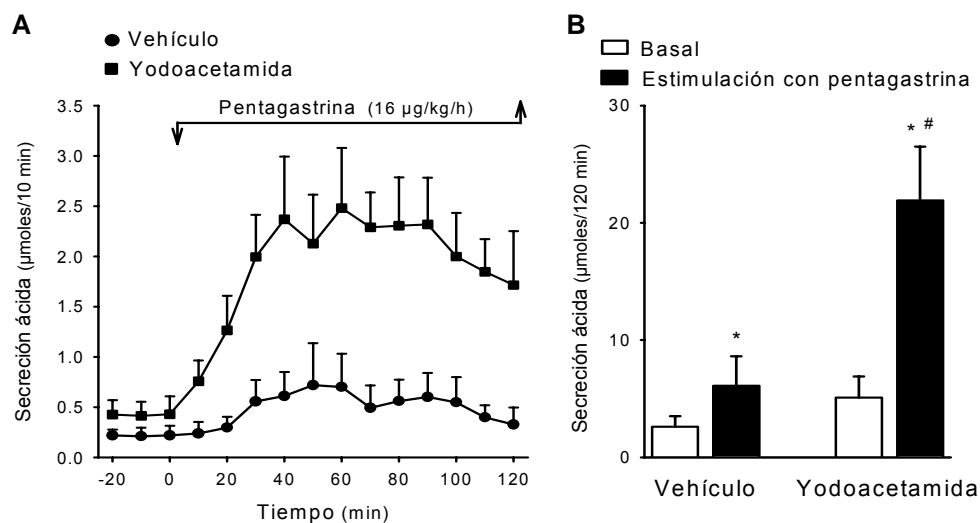 A
Vehículo
Yodoacetamida
Pentagastrina (16 µg/kg/h)
Secreción ácida (µmoles/10 min)
3.5
3.0
2.5
2.0
1.5
1.0
0.5
0.0
-20 0 20 40 60 80 100 120
Tiempo (min)
B
Basal
Estimulación con pentagastrina
Secreción ácida (µmoles/120 min)
30
20
10
0
* #
*
Vehículo Yodoacetamida